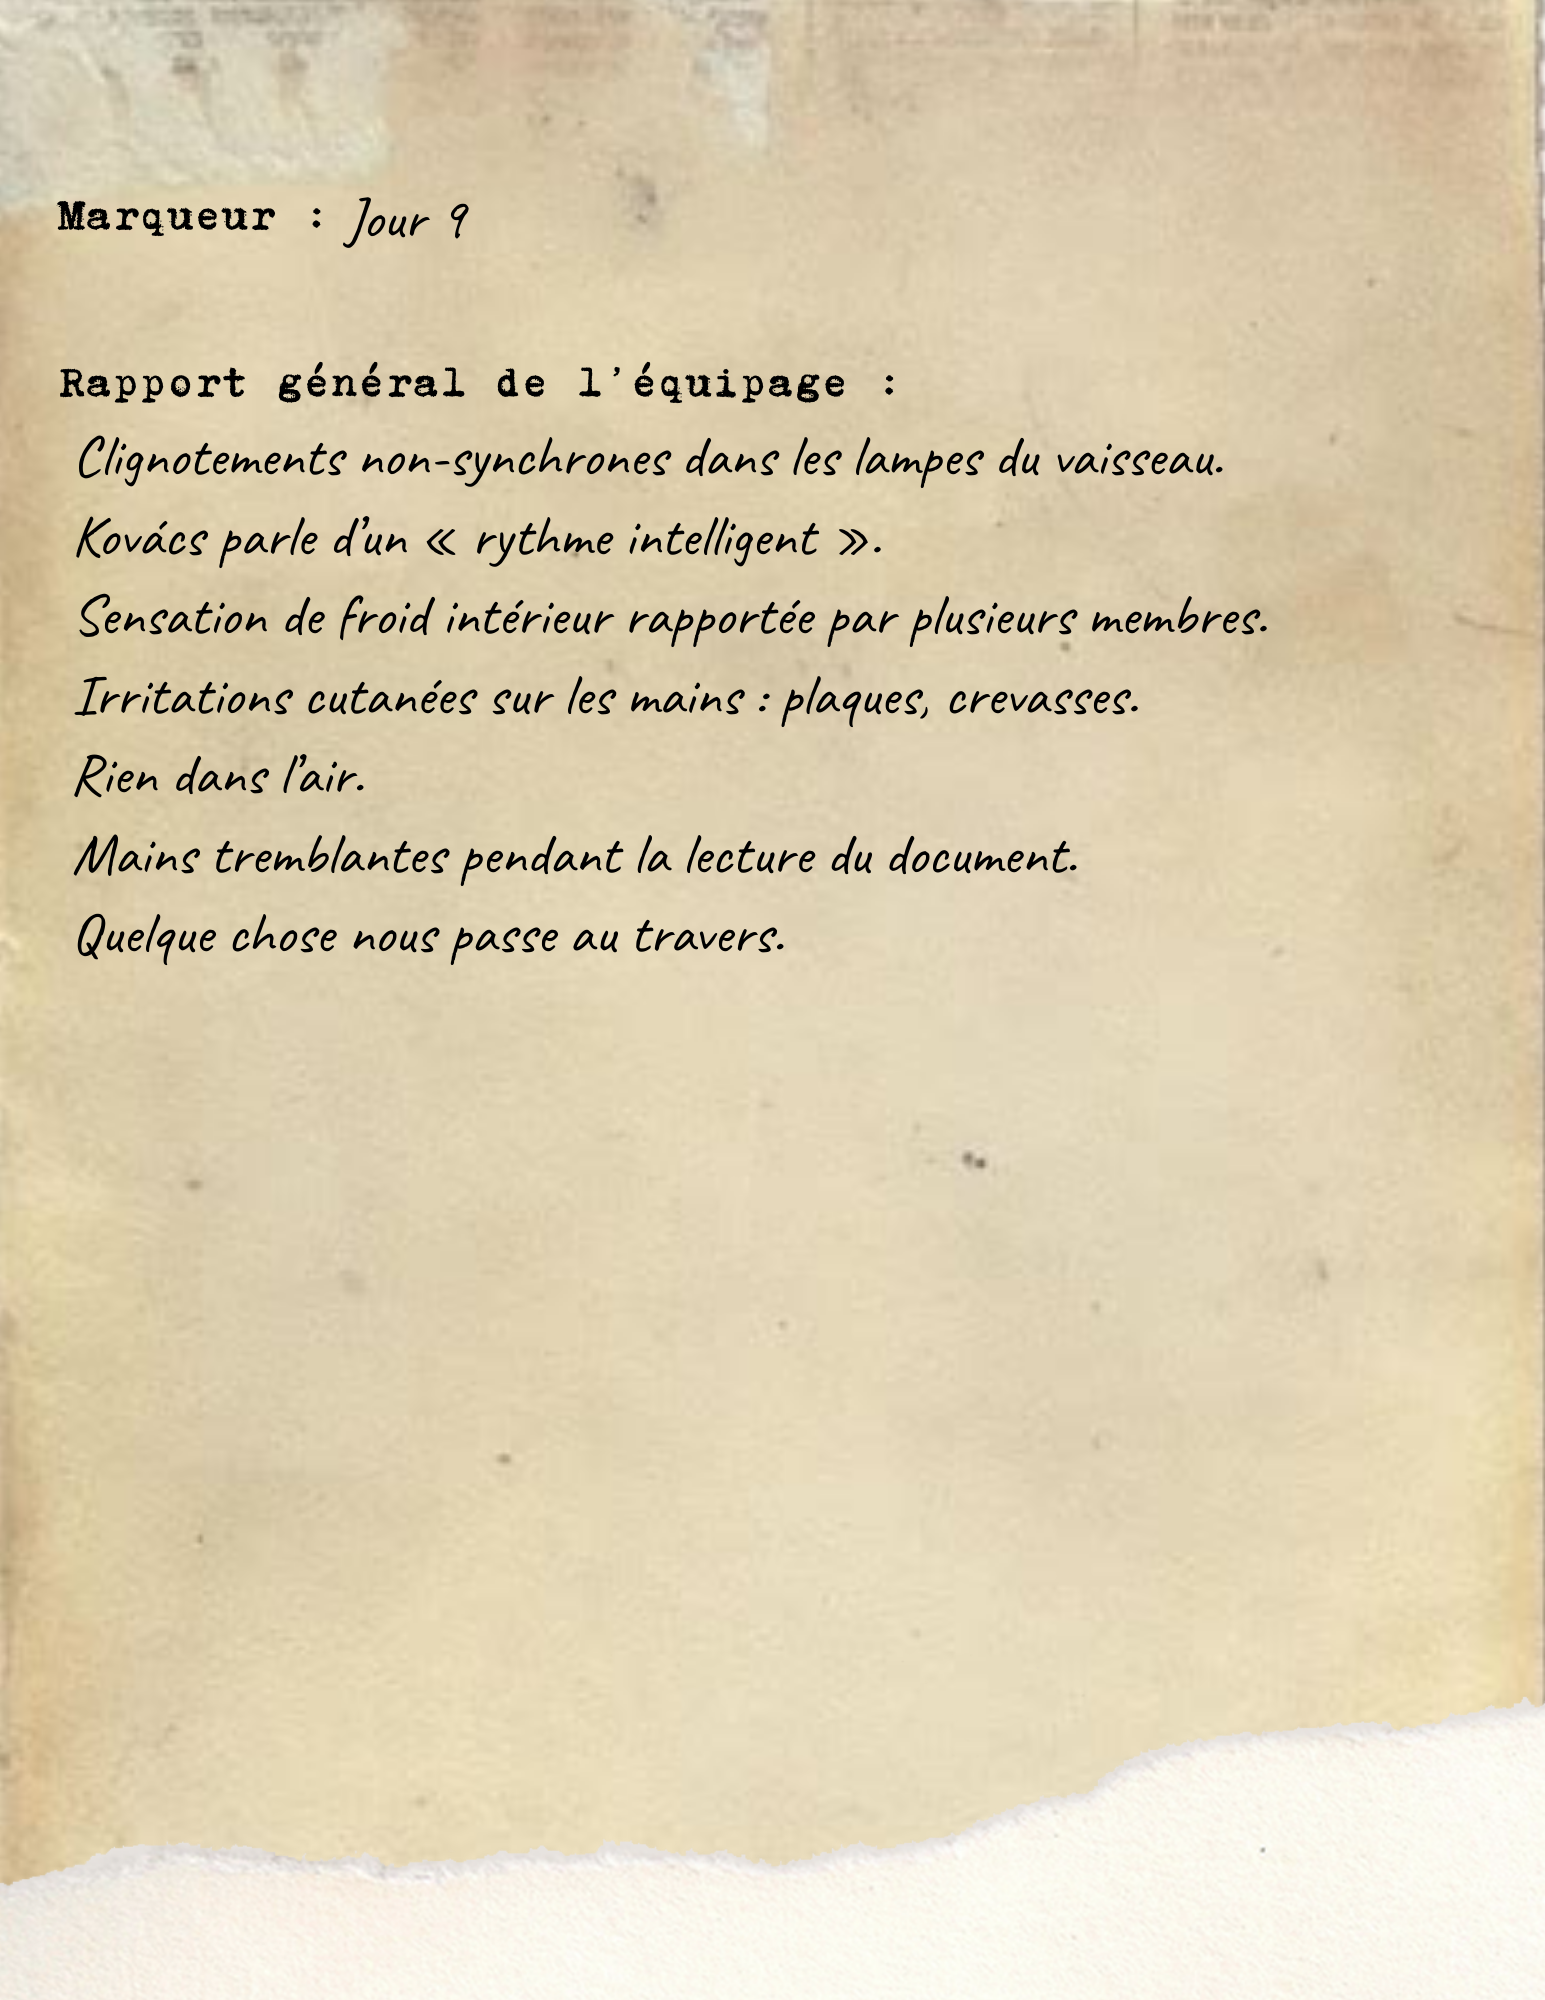 Marqueur : Jour 9
Rapport général de l'équipage :
Clignotements non-synchrones dans les lampes du vaisseau.
Kovács parle d’un « rythme intelligent ».
Sensation de froid intérieur rapportée par plusieurs membres.
Irritations cutanées sur les mains : plaques, crevasses.
Rien dans l’air.
Mains tremblantes pendant la lecture du document.
Quelque chose nous passe au travers.